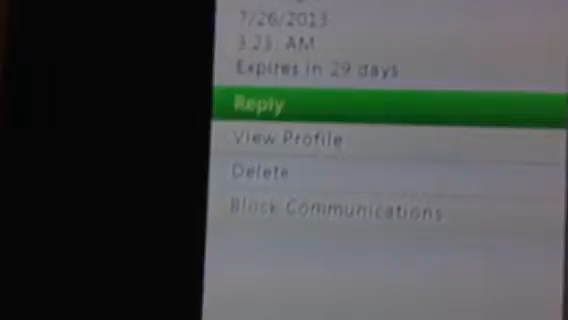 7/26/2013
3:23 AM
Expires in 29 days
Reply
View Profile
Delete
Block Communications